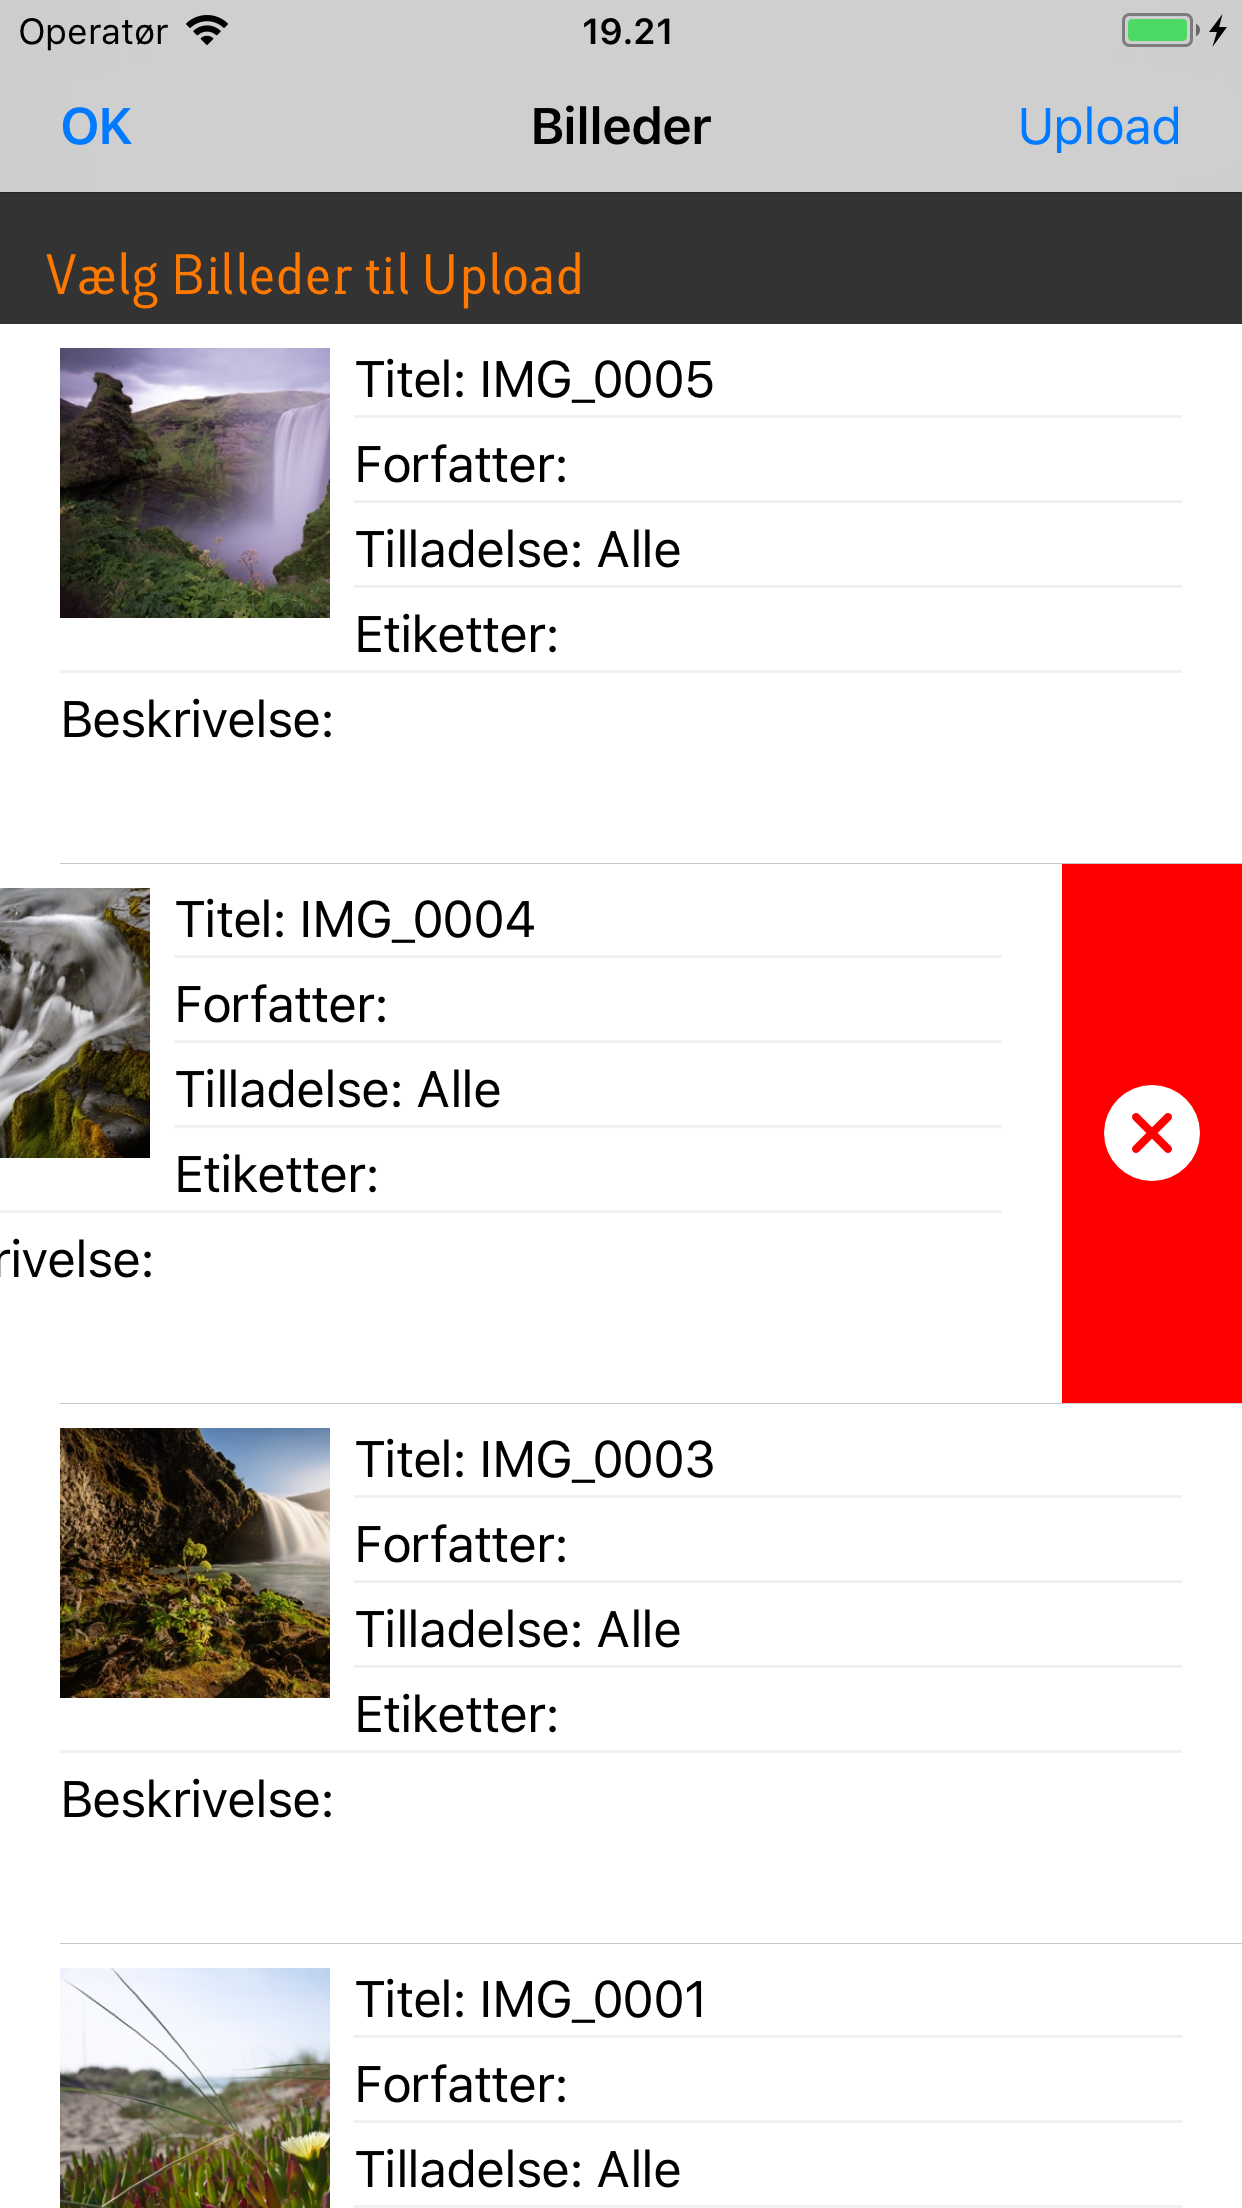 Operatør 19.21
OK Billeder Upload
Vælg Billeder til Upload
Titel: IMG_0005
Forfatter:
Tilladelse: Alle
Etiketter:
Beskrivelse:
Titel: IMG_0004
Forfatter:
Tilladelse: Alle
Etiketter:
rivelse:
Titel: IMG_0003
Forfatter:
Tilladelse: Alle
Etiketter:
Beskrivelse:
Titel: IMG_0001
Forfatter:
Tilladelse: Alle